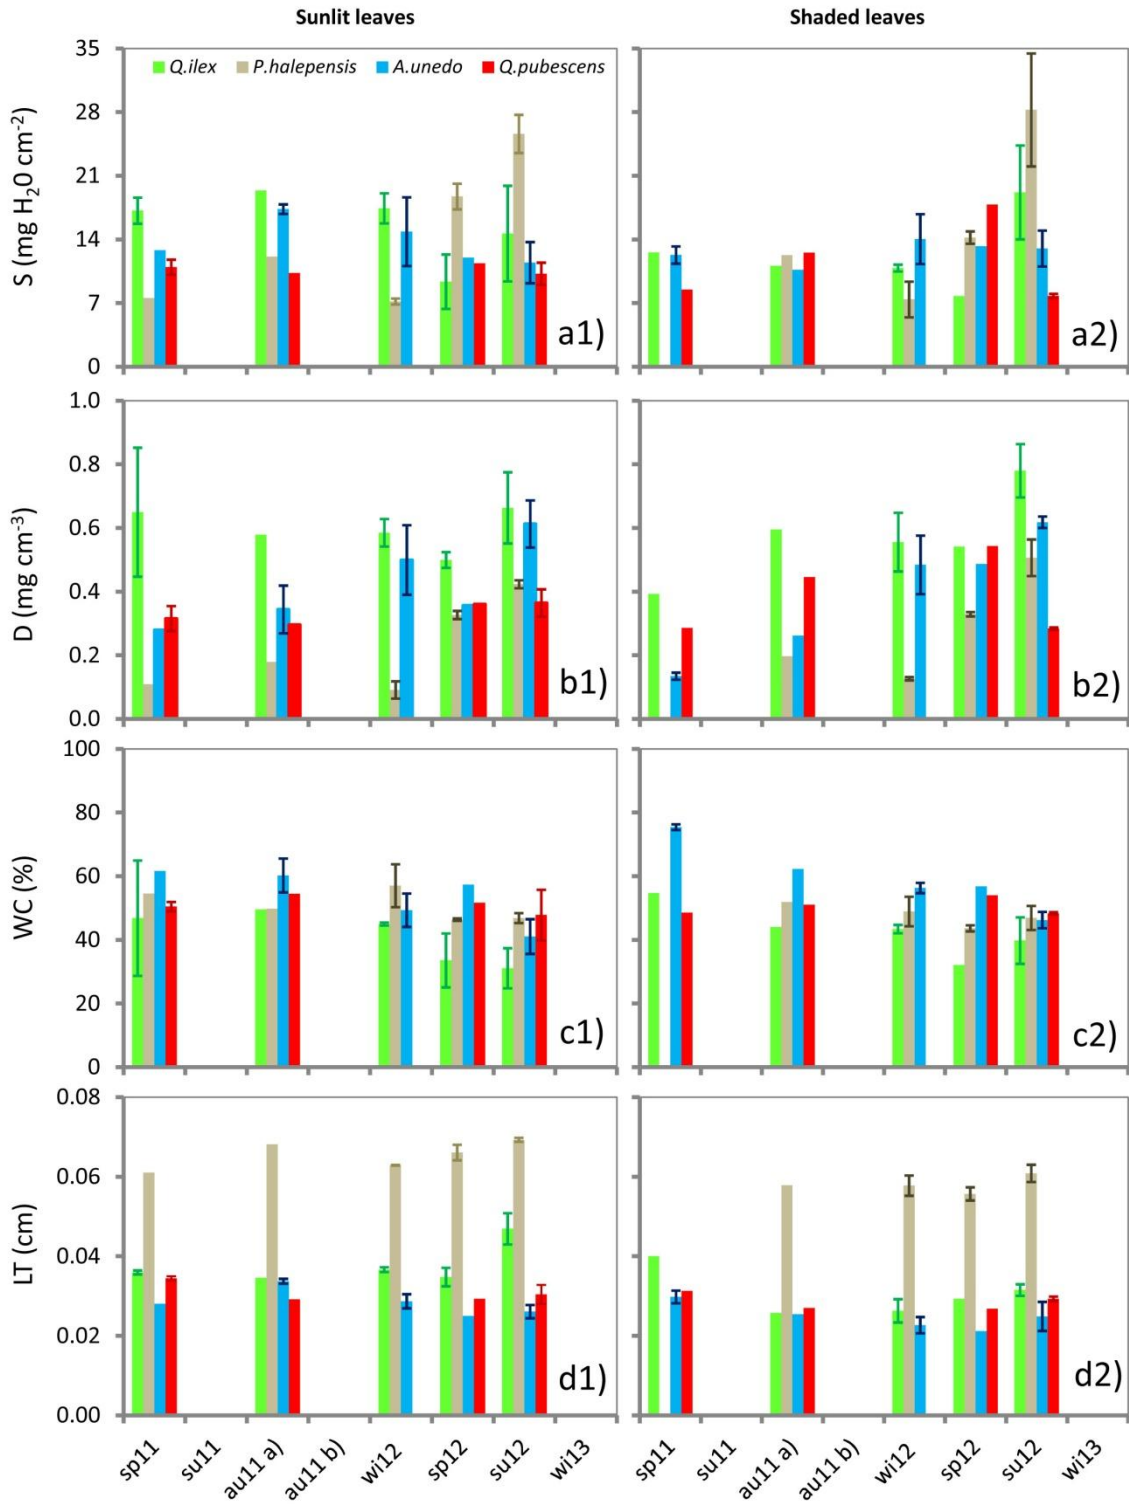 Sunlit leaves
Shaded leaves
Q.ilex P.halepensis A.unedo Q.pubescens
S (mg H₂0 cm⁻²)
35
28
21
14
7
0
a1)
a2)
D (mg cm⁻³)
1.0
0.8
0.6
0.4
0.2
0.0
b1)
b2)
WC (%)
100
80
60
40
20
0
c1)
c2)
LT (cm)
0.08
0.06
0.04
0.02
0.00
d1)
d2)
sp11 su11 au11 a) au11 b) wi12 sp12 su12 wi13
sp11 su11 au11 a) au11 b) wi12 sp12 su12 wi13